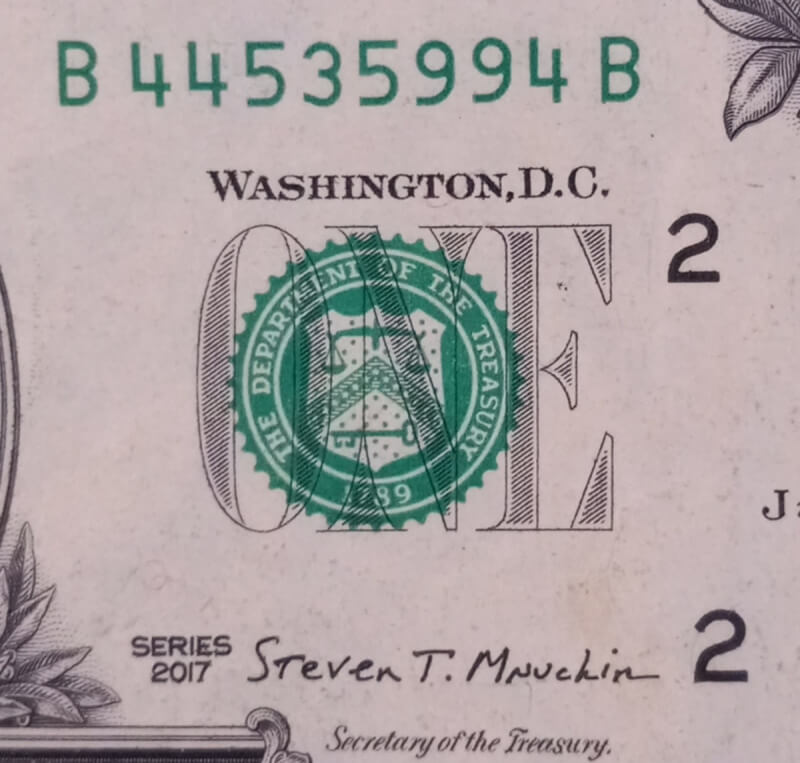 B 44535994 B
WASHINGTON, D.C.
ONE
2
THE DEPARTMENT OF THE TREASURY
1789
SERIES
2017
Steven T. Mnuchin
2
Secretary of the Treasury.